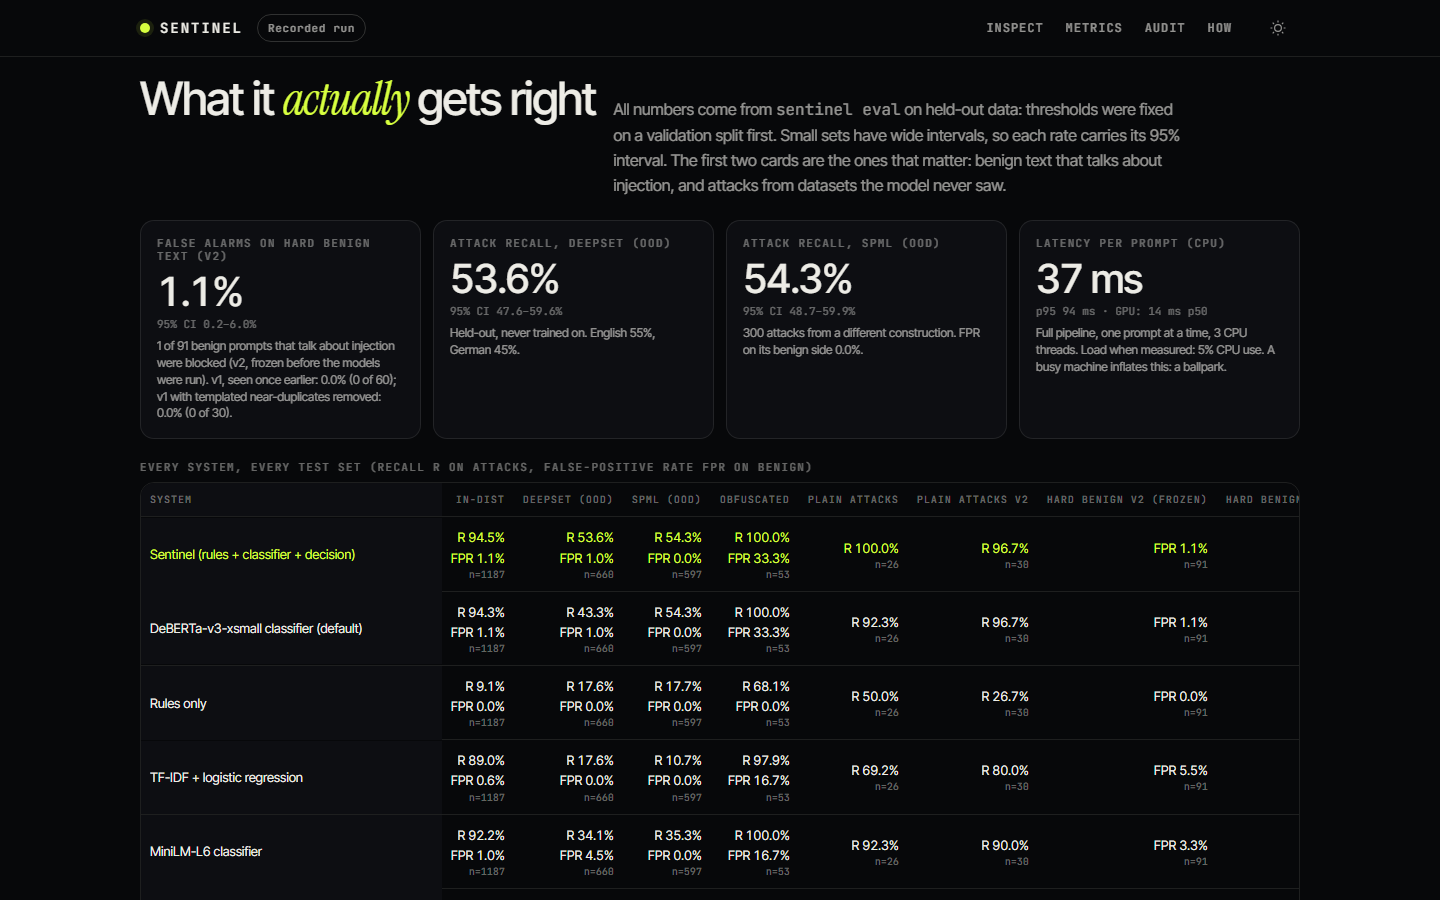 SENTINEL
Recorded run
INSPECT
METRICS
AUDIT
HOW
What it actually gets right
All numbers come from sentinel eval on held-out data: thresholds were fixed
on a validation split first. Small sets have wide intervals, so each rate carries its 95%
interval. The first two cards are the ones that matter: benign text that talks about
injection, and attacks from datasets the model never saw.
FALSE ALARMS ON HARD BENIGN
TEXT (V2)
1.1%
95% CI 0.2–6.0%
1 of 91 benign prompts that talk about injection
were blocked (v2, frozen before the models
were run). v1, seen once earlier: 0.0% (0 of 60);
v1 with templated near-duplicates removed:
0.0% (0 of 30).
ATTACK RECALL, DEEPSET (OOD)
53.6%
95% CI 47.6–59.6%
Held-out, never trained on. English 55%,
German 45%.
ATTACK RECALL, SPML (OOD)
54.3%
95% CI 48.7–59.9%
300 attacks from a different construction. FPR
on its benign side 0.0%.
LATENCY PER PROMPT (CPU)
37 ms
p95 94 ms · GPU: 14 ms p50
Full pipeline, one prompt at a time, 3 CPU
threads. Load when measured: 5% CPU use. A
busy machine inflates this: a ballpark.
EVERY SYSTEM, EVERY TEST SET (RECALL R ON ATTACKS, FALSE-POSITIVE RATE FPR ON BENIGN)
SYSTEM IN-DIST DEEPSET (OOD) SPML (OOD) OBFUSCATED PLAIN ATTACKS PLAIN ATTACKS V2 HARD BENIGN V2 (FROZEN) HARD BENIGN
Sentinel (rules + classifier + decision)
R 94.5% R 53.6% R 54.3% R 100.0% R 100.0% R 96.7% FPR 1.1%
FPR 1.1% FPR 1.0% FPR 0.0% FPR 33.3% n=26 n=30 n=91
n=1187 n=660 n=597 n=53
DeBERTa-v3-xsmall classifier (default)
R 94.3% R 43.3% R 54.3% R 100.0% R 92.3% R 96.7% FPR 1.1%
FPR 1.1% FPR 1.0% FPR 0.0% FPR 33.3% n=26 n=30 n=91
n=1187 n=660 n=597 n=53
Rules only
R 9.1% R 17.6% R 17.7% R 68.1% R 50.0% R 26.7% FPR 0.0%
FPR 0.0% FPR 0.0% FPR 0.0% FPR 0.0% n=26 n=30 n=91
n=1187 n=660 n=597 n=53
TF-IDF + logistic regression
R 89.0% R 17.6% R 10.7% R 97.9% R 69.2% R 80.0% FPR 5.5%
FPR 0.6% FPR 0.0% FPR 0.0% FPR 16.7% n=26 n=30 n=91
n=1187 n=660 n=597 n=53
MiniLM-L6 classifier
R 92.2% R 34.1% R 35.3% R 100.0% R 92.3% R 90.0% FPR 3.3%
FPR 1.0% FPR 4.5% FPR 0.0% FPR 16.7% n=26 n=30 n=91
n=1187 n=660 n=597 n=53